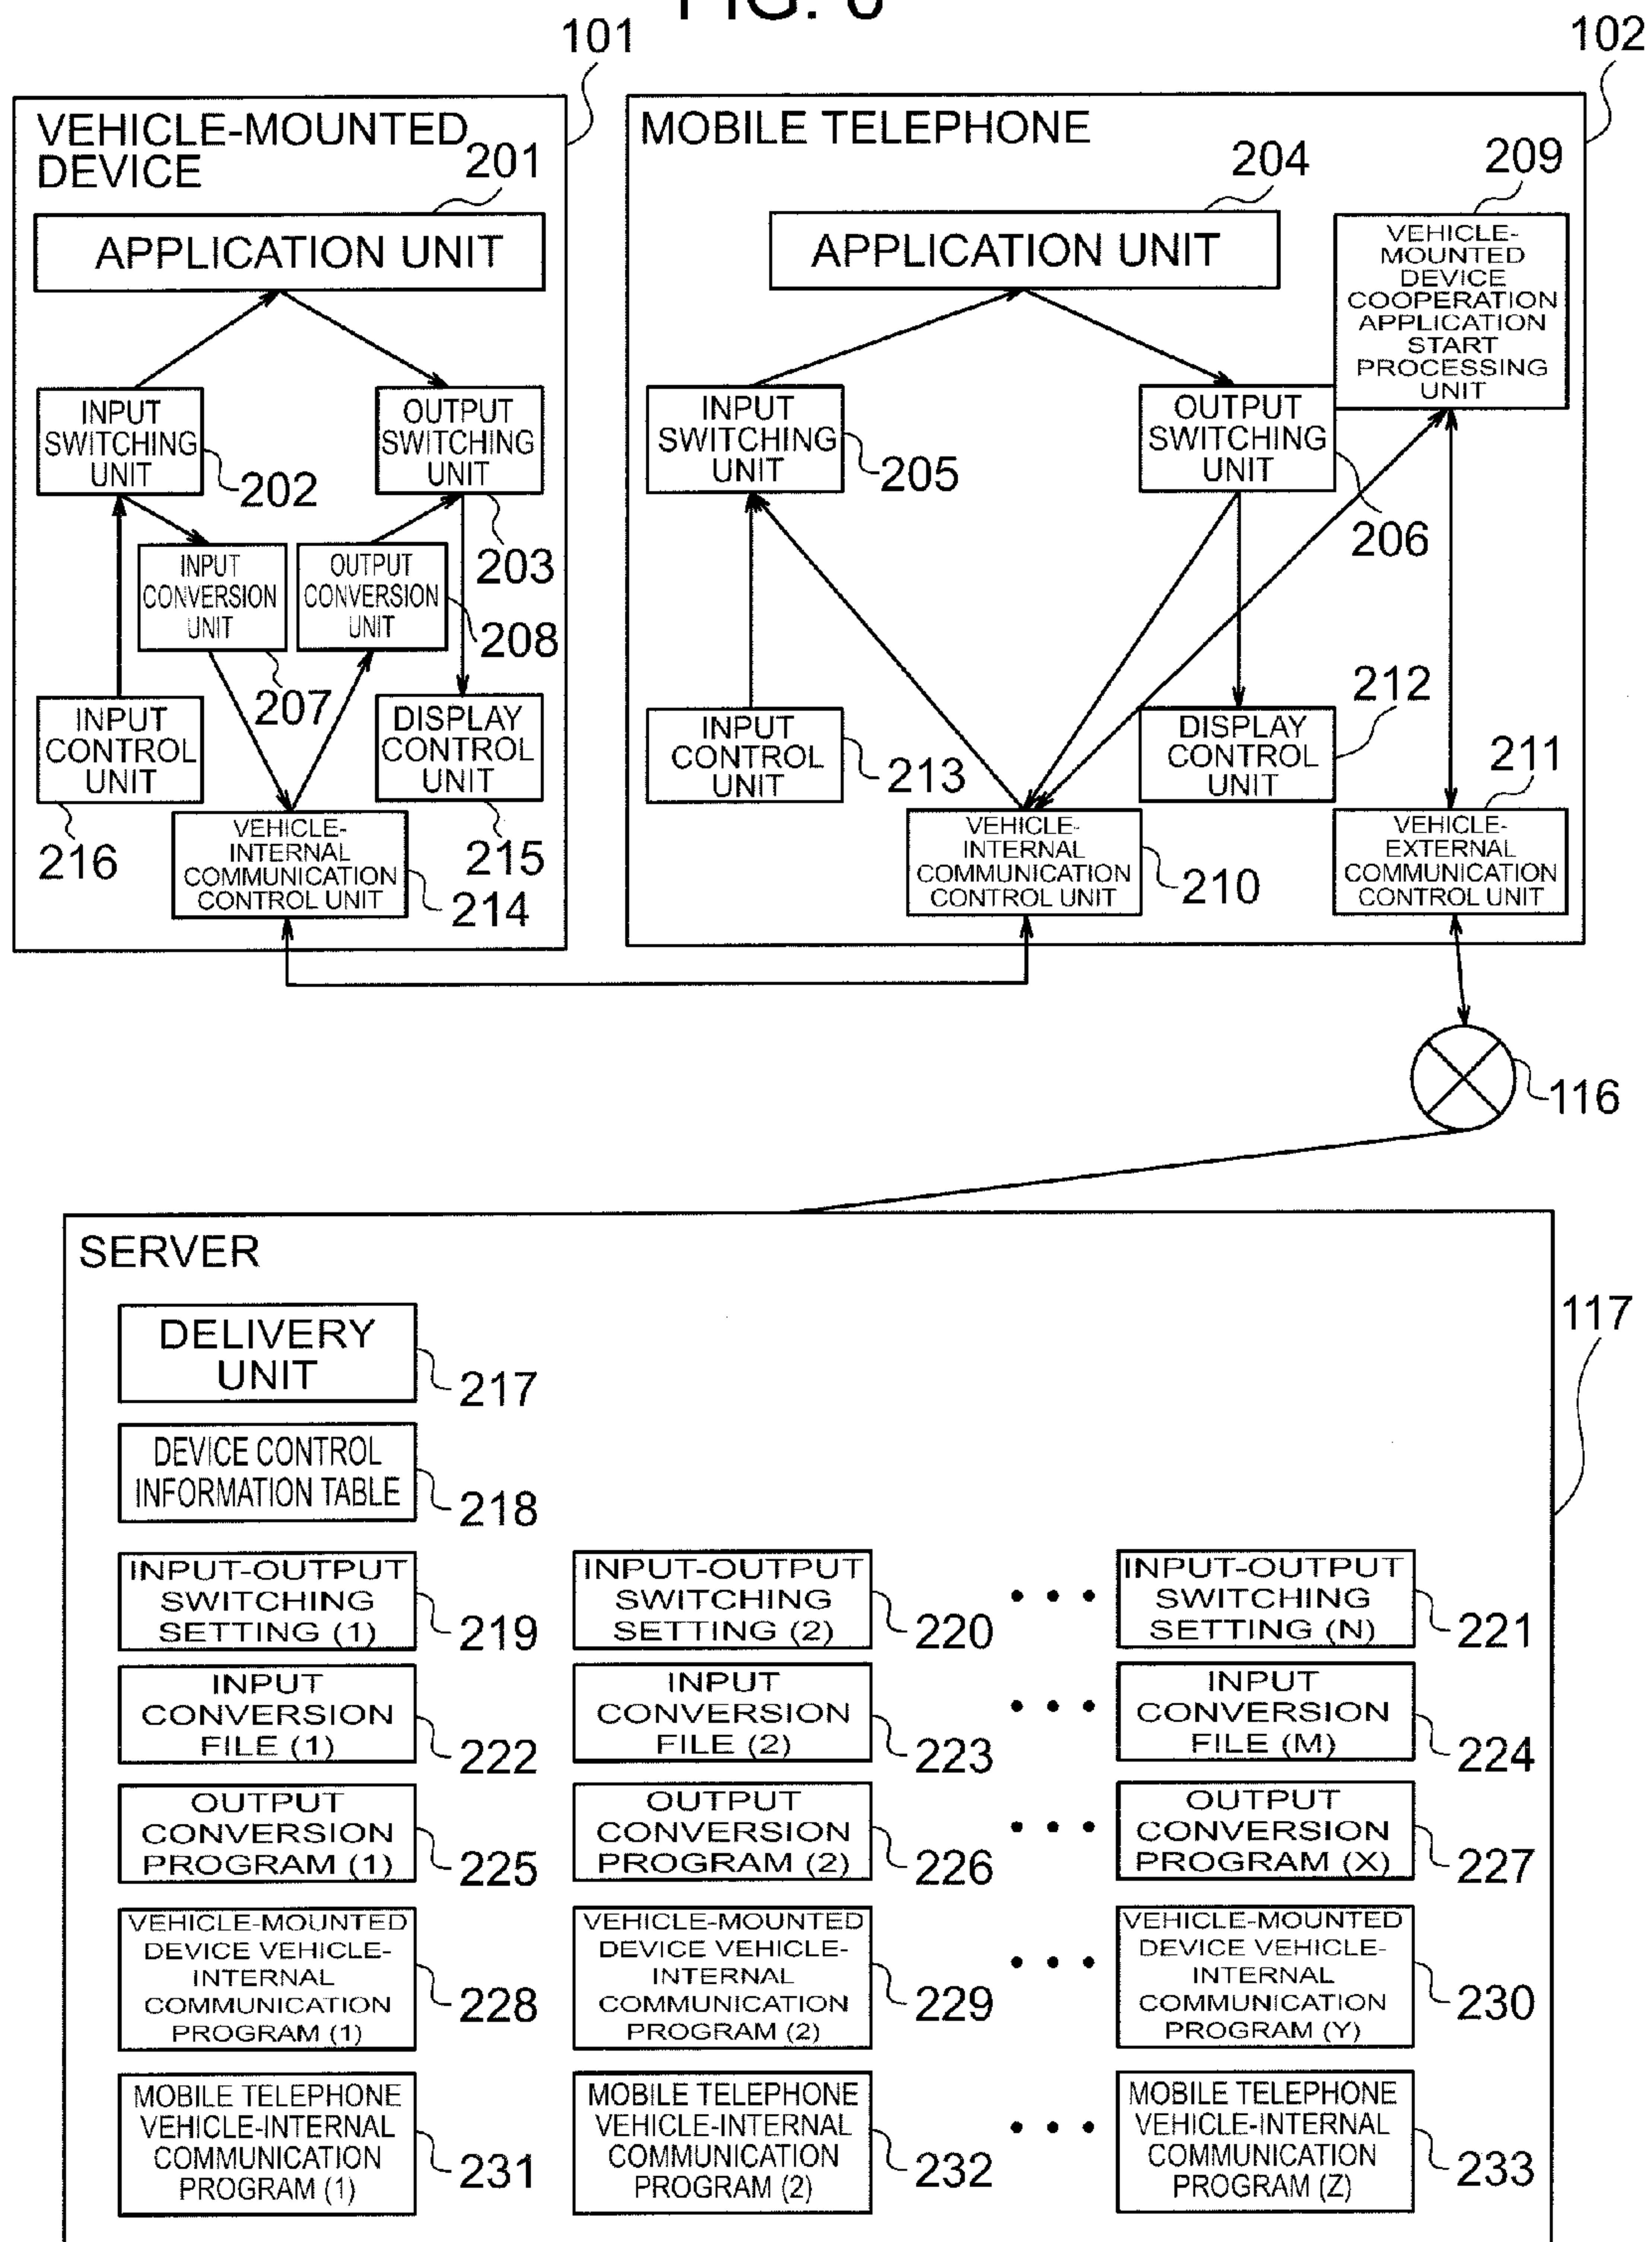 101
102
VEHICLE-MOUNTED
DEVICE
201
APPLICATION UNIT
INPUT
SWITCHING
UNIT
202
OUTPUT
SWITCHING
UNIT
203
INPUT
CONVERSION
UNIT
207
OUTPUT
CONVERSION
UNIT
208
INPUT
CONTROL
UNIT
216
DISPLAY
CONTROL
UNIT
215
VEHICLE-
INTERNAL
COMMUNICATION
CONTROL UNIT
214
MOBILE TELEPHONE
204
APPLICATION UNIT
209
VEHICLE-
MOUNTED
DEVICE
COOPERATION
APPLICATION
START
PROCESSING
UNIT
INPUT
SWITCHING
UNIT
205
OUTPUT
SWITCHING
UNIT
206
INPUT
CONTROL
UNIT
213
DISPLAY
CONTROL
UNIT
212
VEHICLE-
INTERNAL
COMMUNICATION
CONTROL UNIT
210
211
VEHICLE-
EXTERNAL
COMMUNICATION
CONTROL UNIT
116
SERVER
117
DELIVERY
UNIT
217
DEVICE CONTROL
INFORMATION TABLE
218
INPUT-OUTPUT
SWITCHING
SETTING (1)
219
INPUT-OUTPUT
SWITCHING
SETTING (2)
220
• • •
INPUT-OUTPUT
SWITCHING
SETTING (N)
221
INPUT
CONVERSION
FILE (1)
222
INPUT
CONVERSION
FILE (2)
223
• • •
INPUT
CONVERSION
FILE (M)
224
OUTPUT
CONVERSION
PROGRAM (1)
225
OUTPUT
CONVERSION
PROGRAM (2)
226
• • •
OUTPUT
CONVERSION
PROGRAM (X)
227
VEHICLE-MOUNTED
DEVICE VEHICLE-
INTERNAL
COMMUNICATION
PROGRAM (1)
228
VEHICLE-MOUNTED
DEVICE VEHICLE-
INTERNAL
COMMUNICATION
PROGRAM (2)
229
• • •
VEHICLE-MOUNTED
DEVICE VEHICLE-
INTERNAL
COMMUNICATION
PROGRAM (Y)
230
MOBILE TELEPHONE
VEHICLE-INTERNAL
COMMUNICATION
PROGRAM (1)
231
MOBILE TELEPHONE
VEHICLE-INTERNAL
COMMUNICATION
PROGRAM (2)
232
• • •
MOBILE TELEPHONE
VEHICLE-INTERNAL
COMMUNICATION
PROGRAM (Z)
233